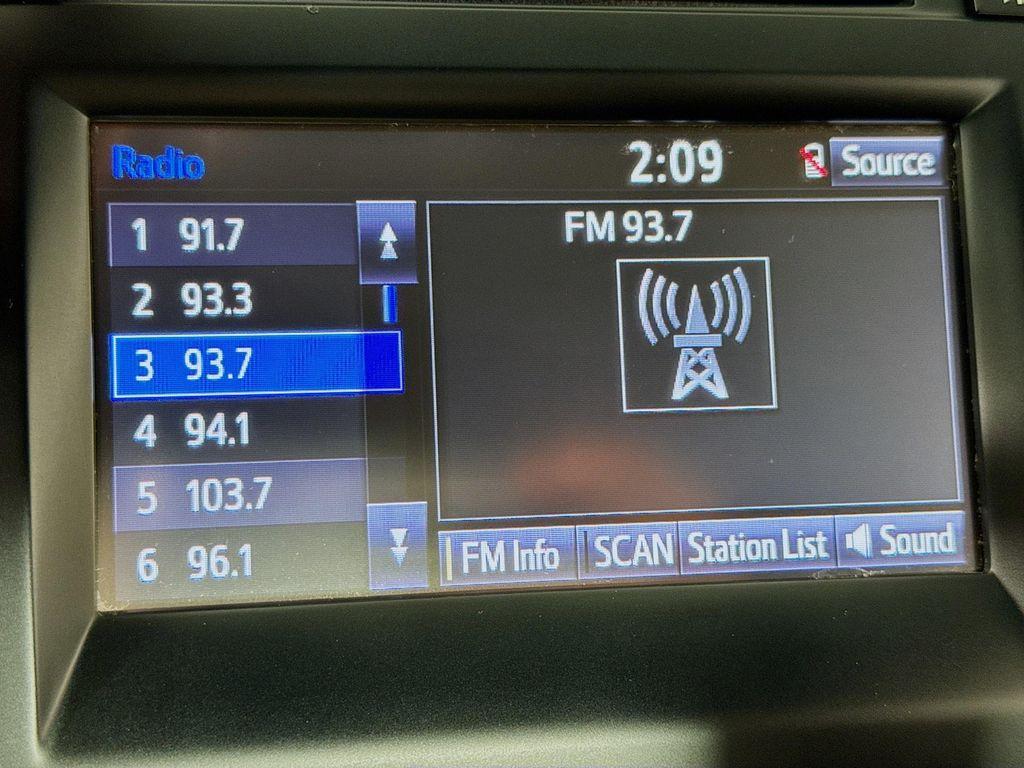 Radio
2:09
Source
1 91.7
2 93.3
3 93.7
4 94.1
5 103.7
6 96.1
FM 93.7
FM Info
SCAN
Station List
Sound